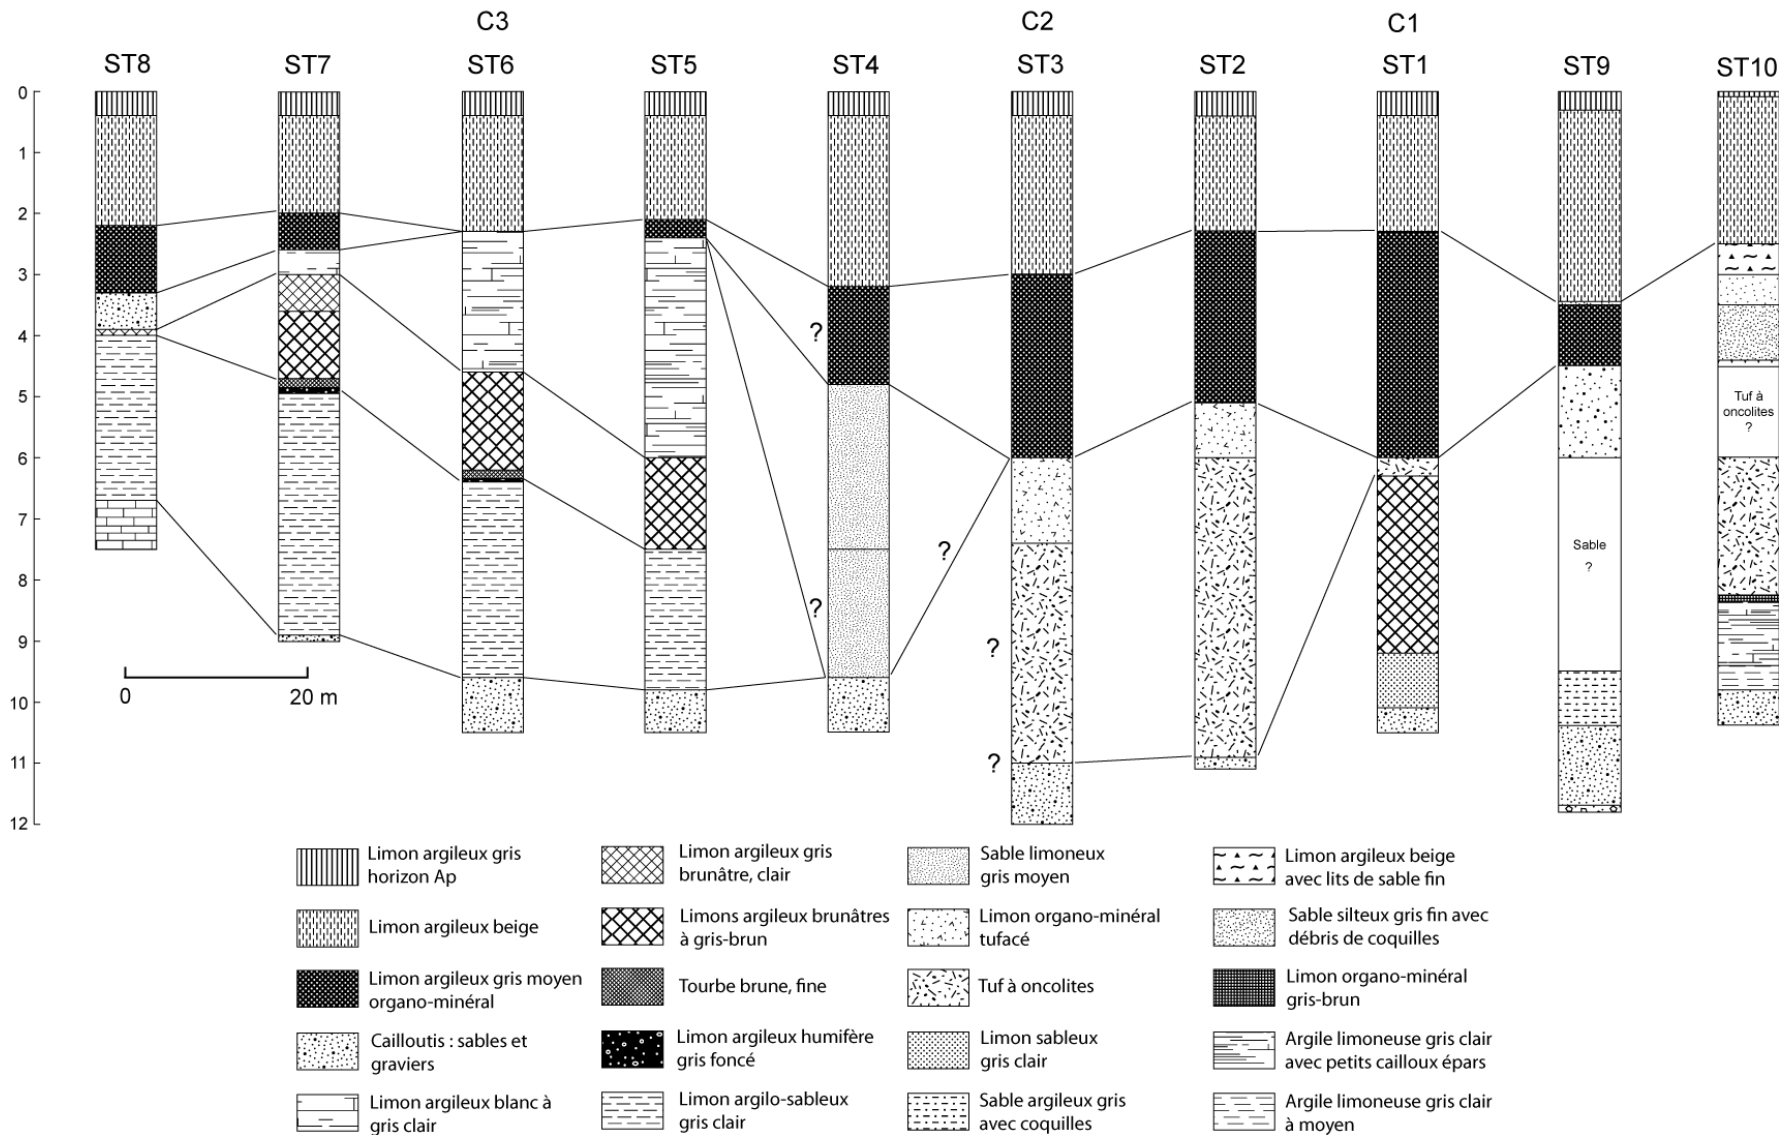 C3 C2 C1
ST8 ST7 ST6 ST5 ST4 ST3 ST2 ST1 ST9 ST10
0
1
2
3
4
5
6
7
8
9
10
11
12
?
?
?
?
?
Tuf à
oncolites
?
Sable
?
0 20 m
Limon argileux gris
horizon Ap
Limon argileux gris
brunâtre, clair
Sable limoneux
gris moyen
Limon argileux beige
avec lits de sable fin
Limon argileux beige
Limons argileux brunâtres
à gris-brun
Limon organo-minéral
tufacé
Sable silteux gris fin avec
débris de coquilles
Limon argileux gris moyen
organo-minéral
Tourbe brune, fine
Tuf à oncolites
Limon organo-minéral
gris-brun
Cailloutis : sables et
graviers
Limon argileux humifère
gris foncé
Limon sableux
gris clair
Argile limoneuse gris clair
avec petits cailloux épars
Limon argileux blanc à
gris clair
Limon argilo-sableux
gris clair
Sable argileux gris
avec coquilles
Argile limoneuse gris clair
à moyen